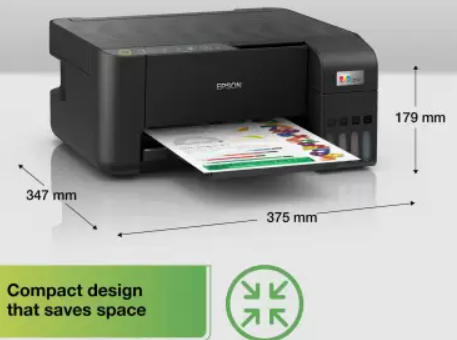 EPSON
179 mm
347 mm
375 mm
Compact design
that saves space